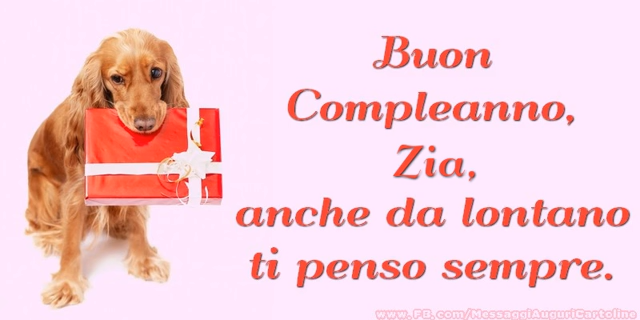 Buon
Compleanno,
Zia,
anche da lontano
ti penso sempre.
www.FB.com/MessaggiAuguriCartoline